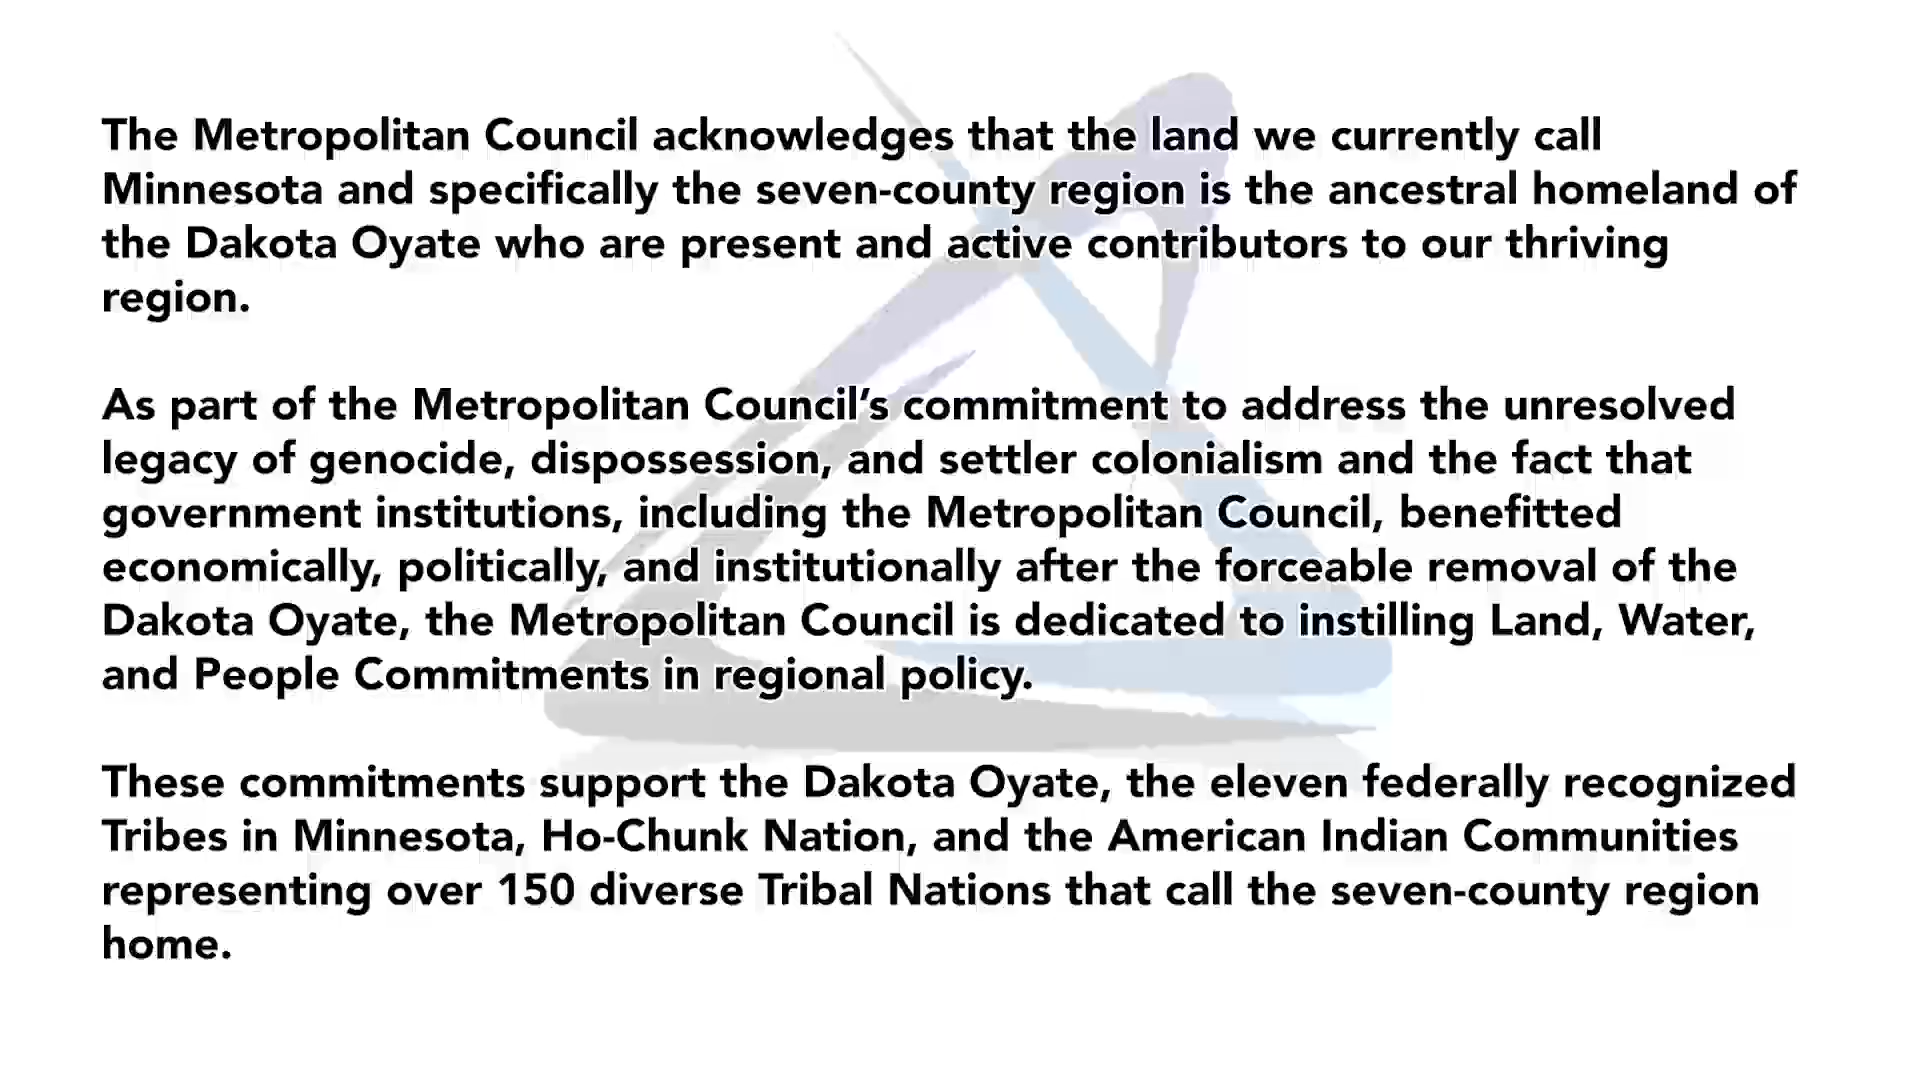 The Metropolitan Council acknowledges that the land we currently call
Minnesota and specifically the seven-county region is the ancestral homeland of
the Dakota Oyate who are present and active contributors to our thriving
region.
As part of the Metropolitan Council’s commitment to address the unresolved
legacy of genocide, dispossession, and settler colonialism and the fact that
government institutions, including the Metropolitan Council, benefitted
economically, politically, and institutionally after the forceable removal of the
Dakota Oyate, the Metropolitan Council is dedicated to instilling Land, Water,
and People Commitments in regional policy.
These commitments support the Dakota Oyate, the eleven federally recognized
Tribes in Minnesota, Ho-Chunk Nation, and the American Indian Communities
representing over 150 diverse Tribal Nations that call the seven-county region
home.